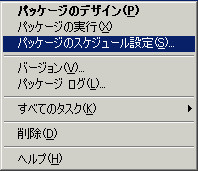 パッケージのデザイン(P)
パッケージの実行(X)
パッケージのスケジュール設定(S)...
バージョン(V)...
パッケージ ログ(L)...
すべてのタスク(K)
削除(D)
ヘルプ(H)